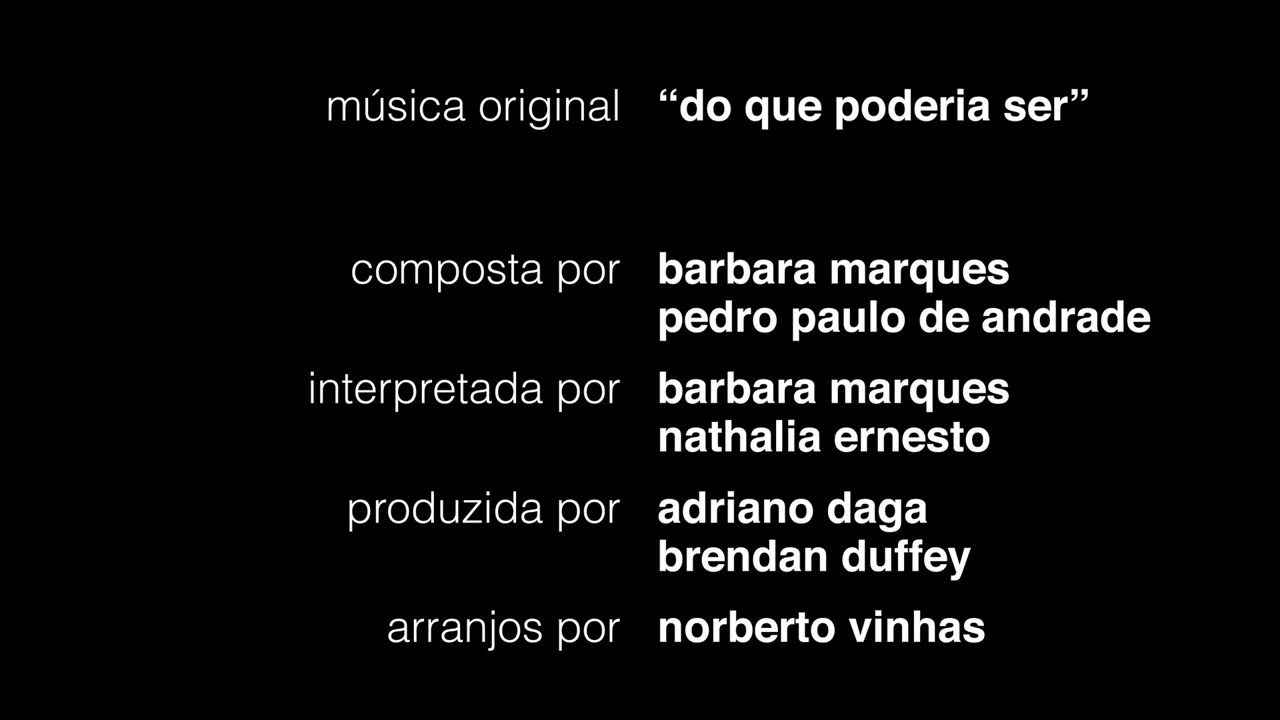 música original “do que poderia ser”
composta por barbara marques
pedro paulo de andrade
interpretada por barbara marques
nathalia ernesto
produzida por adriano daga
brendan duffey
arranjos por norberto vinhas